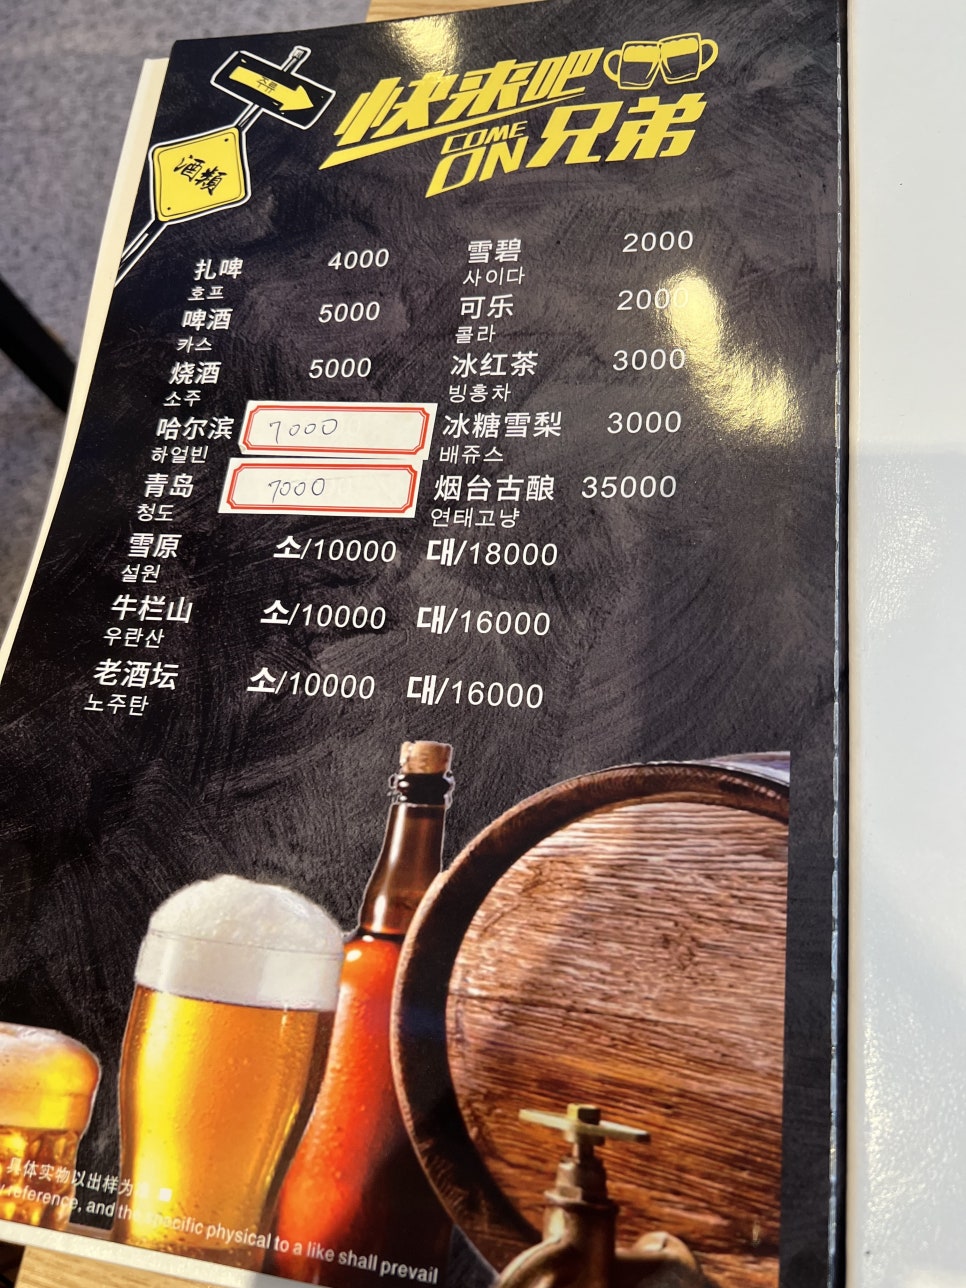 주류
酒類
快来吧
COME
ON 兄弟
扎啤 4000
호프
啤酒 5000
카스
烧酒 5000
소주
哈尔滨 7000
하얼빈
青岛 7000
청도
雪碧 2000
사이다
可乐 2000
콜라
冰红茶 3000
빙홍차
冰糖雪梨 3000
배쥬스
烟台古酿 35000
연태고냥
雪原 소/10000 대/18000
설원
牛栏山 소/10000 대/16000
우란산
老酒坛 소/10000 대/16000
노주탄
具体实物以出样为
reference, and the specific physical to a like shall prevail